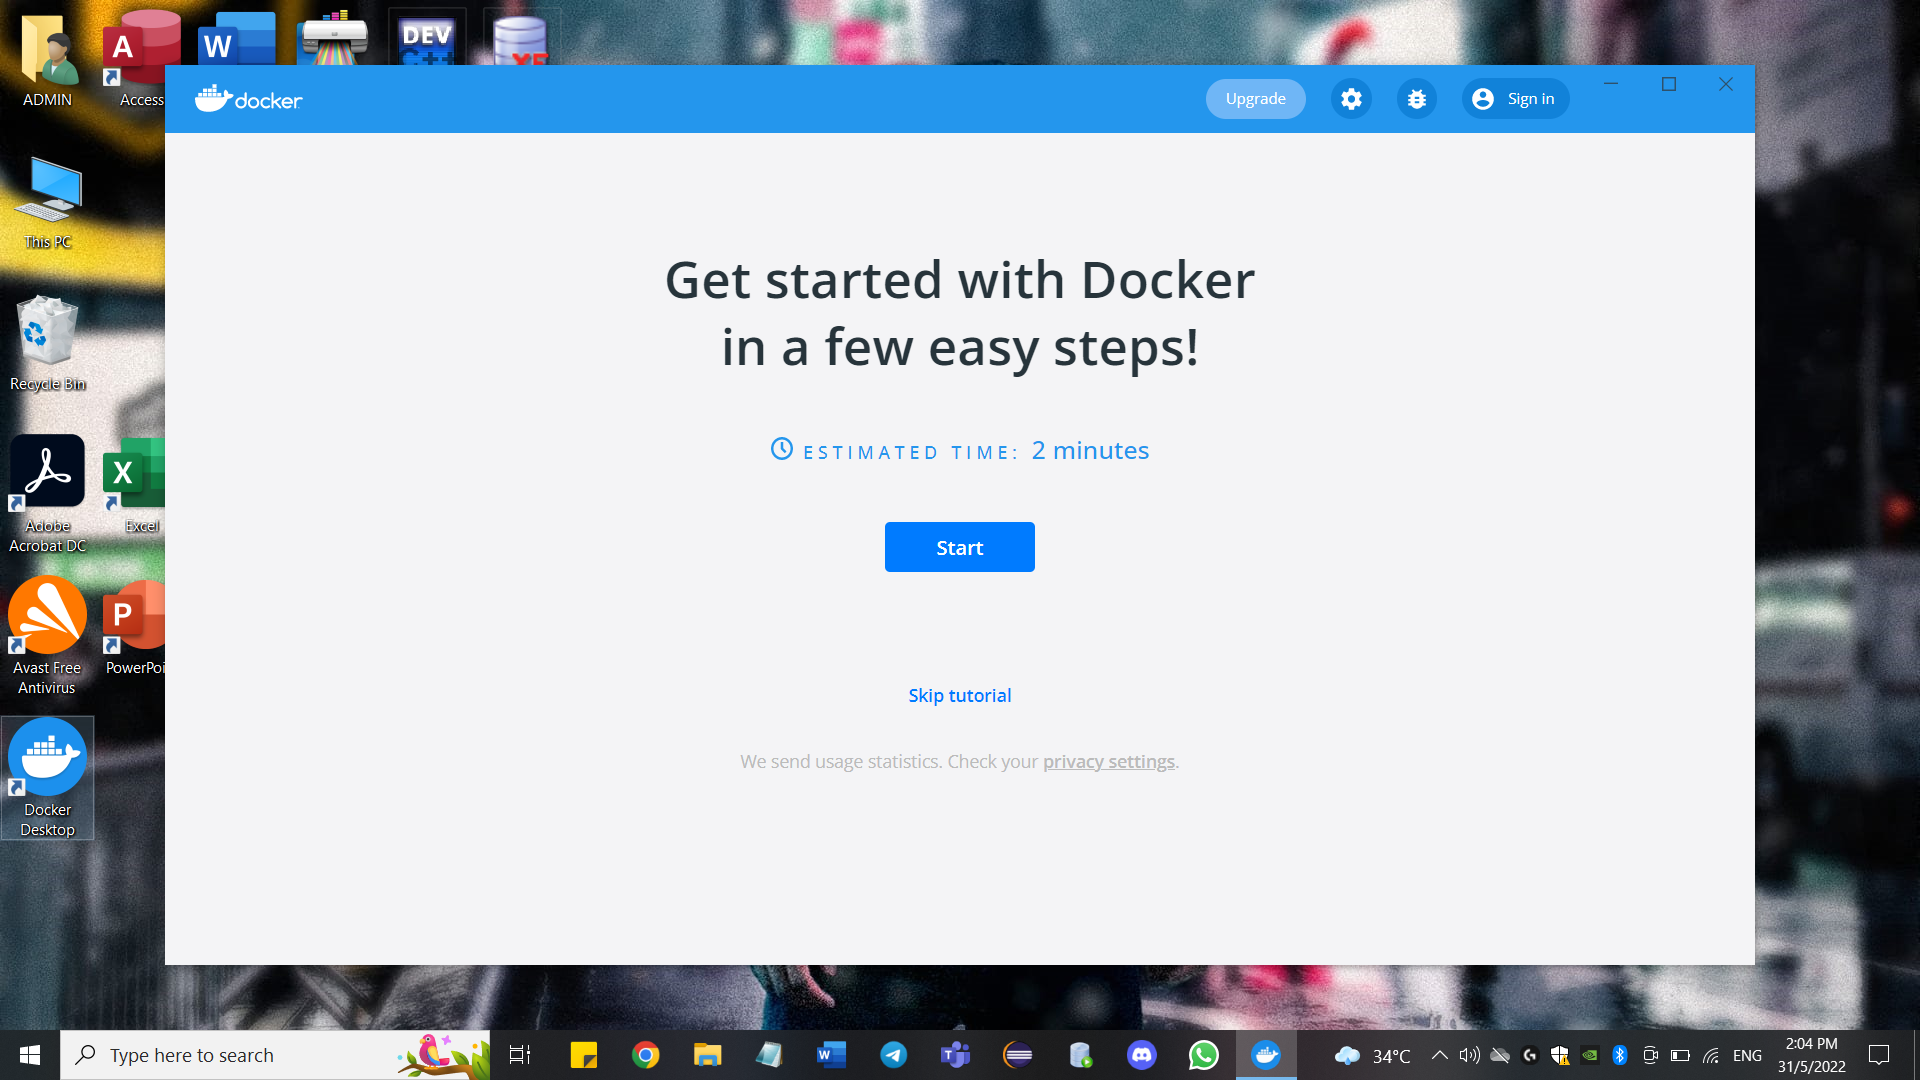 ADMIN
A
Access
W
DEV
C++
XE
docker
Upgrade
Sign in
This PC
Recycle Bin
Adobe
Acrobat DC
X
Excel
Avast Free
Antivirus
P
PowerPoi
Docker
Desktop
Get started with Docker
in a few easy steps!
ESTIMATED TIME: 2 minutes
Start
Skip tutorial
We send usage statistics. Check your privacy settings.
Type here to search
W
T
34°C
ENG
2:04 PM
31/5/2022